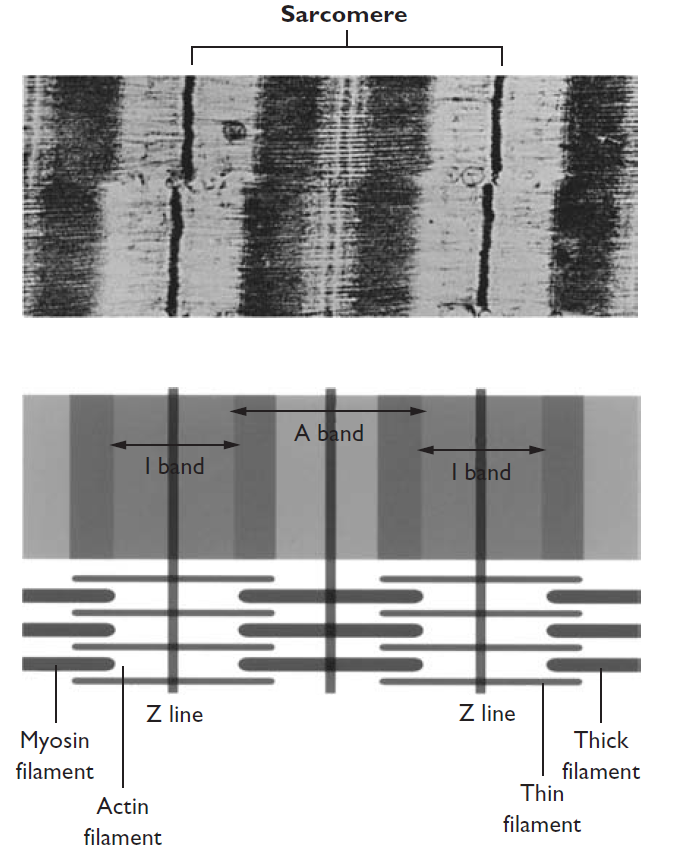 Sarcomere
A band
I band
I band
Z line
Z line
Myosin
filament
Thick
filament
Actin
filament
Thin
filament